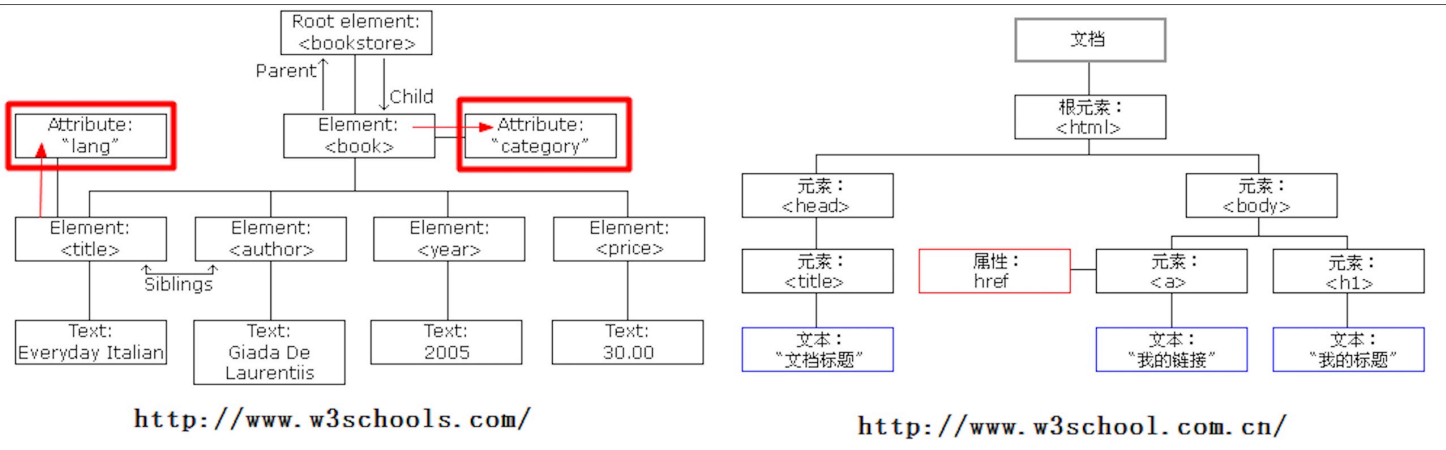 Root element:
<bookstore>
Parent
Child
Attribute:
"lang"
Element:
<book>
Attribute:
"category"
Element:
<title>
Element:
<author>
Element:
<year>
Element:
<price>
Siblings
Text:
Everyday Italian
Text:
Giada De
Laurentiis
Text:
2005
Text:
30.00
http://www.w3schools.com/
文档
根元素：
<html>
元素：
<head>
元素：
<body>
元素：
<title>
属性：
href
元素：
<a>
元素：
<h1>
文本：
“文档标题”
文本：
“我的链接”
文本：
“我的标题”
http://www.w3school.com.cn/